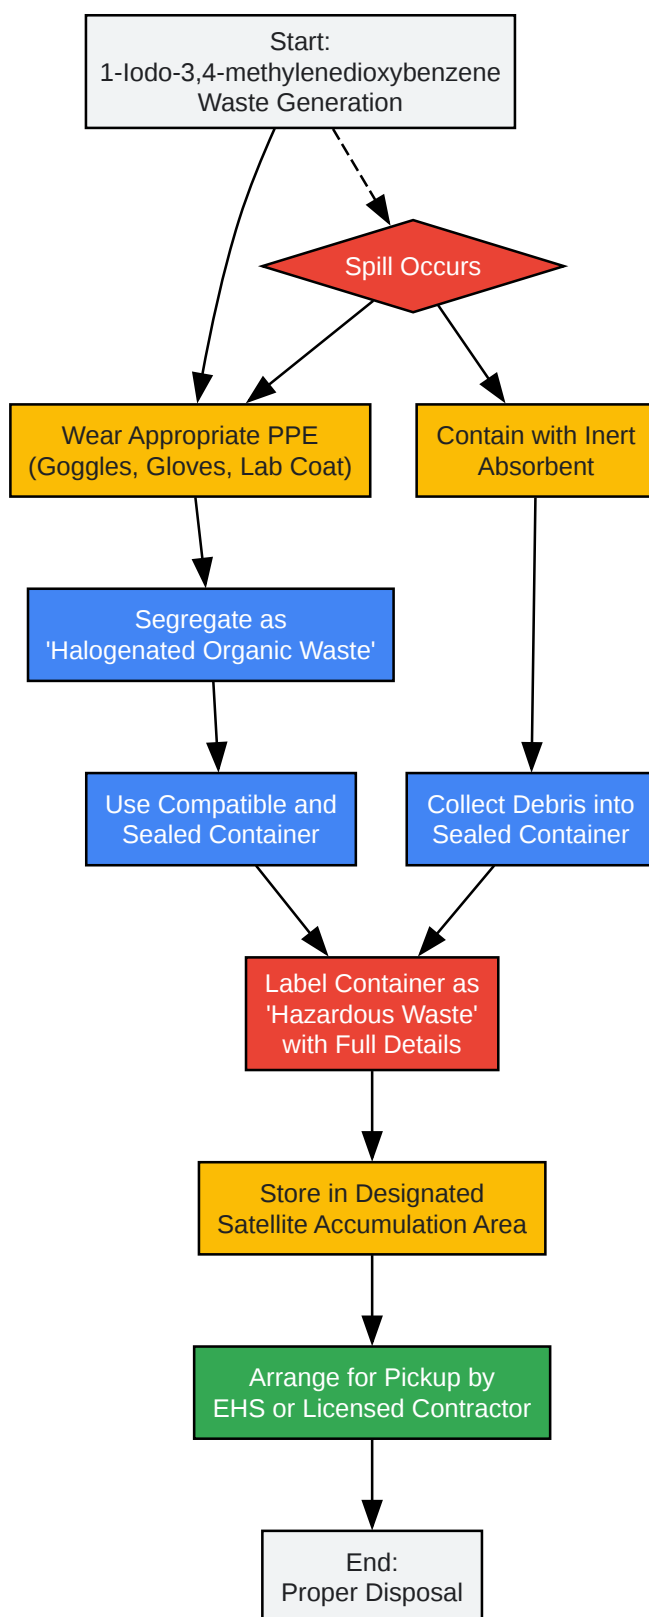 Start:
1-Iodo-3,4-methylenedioxybenzene
Waste Generation
Spill Occurs
Wear Appropriate PPE
(Goggles, Gloves, Lab Coat)
Contain with Inert
Absorbent
Segregate as
'Halogenated Organic Waste'
Use Compatible and
Sealed Container
Collect Debris into
Sealed Container
Label Container as
'Hazardous Waste'
with Full Details
Store in Designated
Satellite Accumulation Area
Arrange for Pickup by
EHS or Licensed Contractor
End:
Proper Disposal